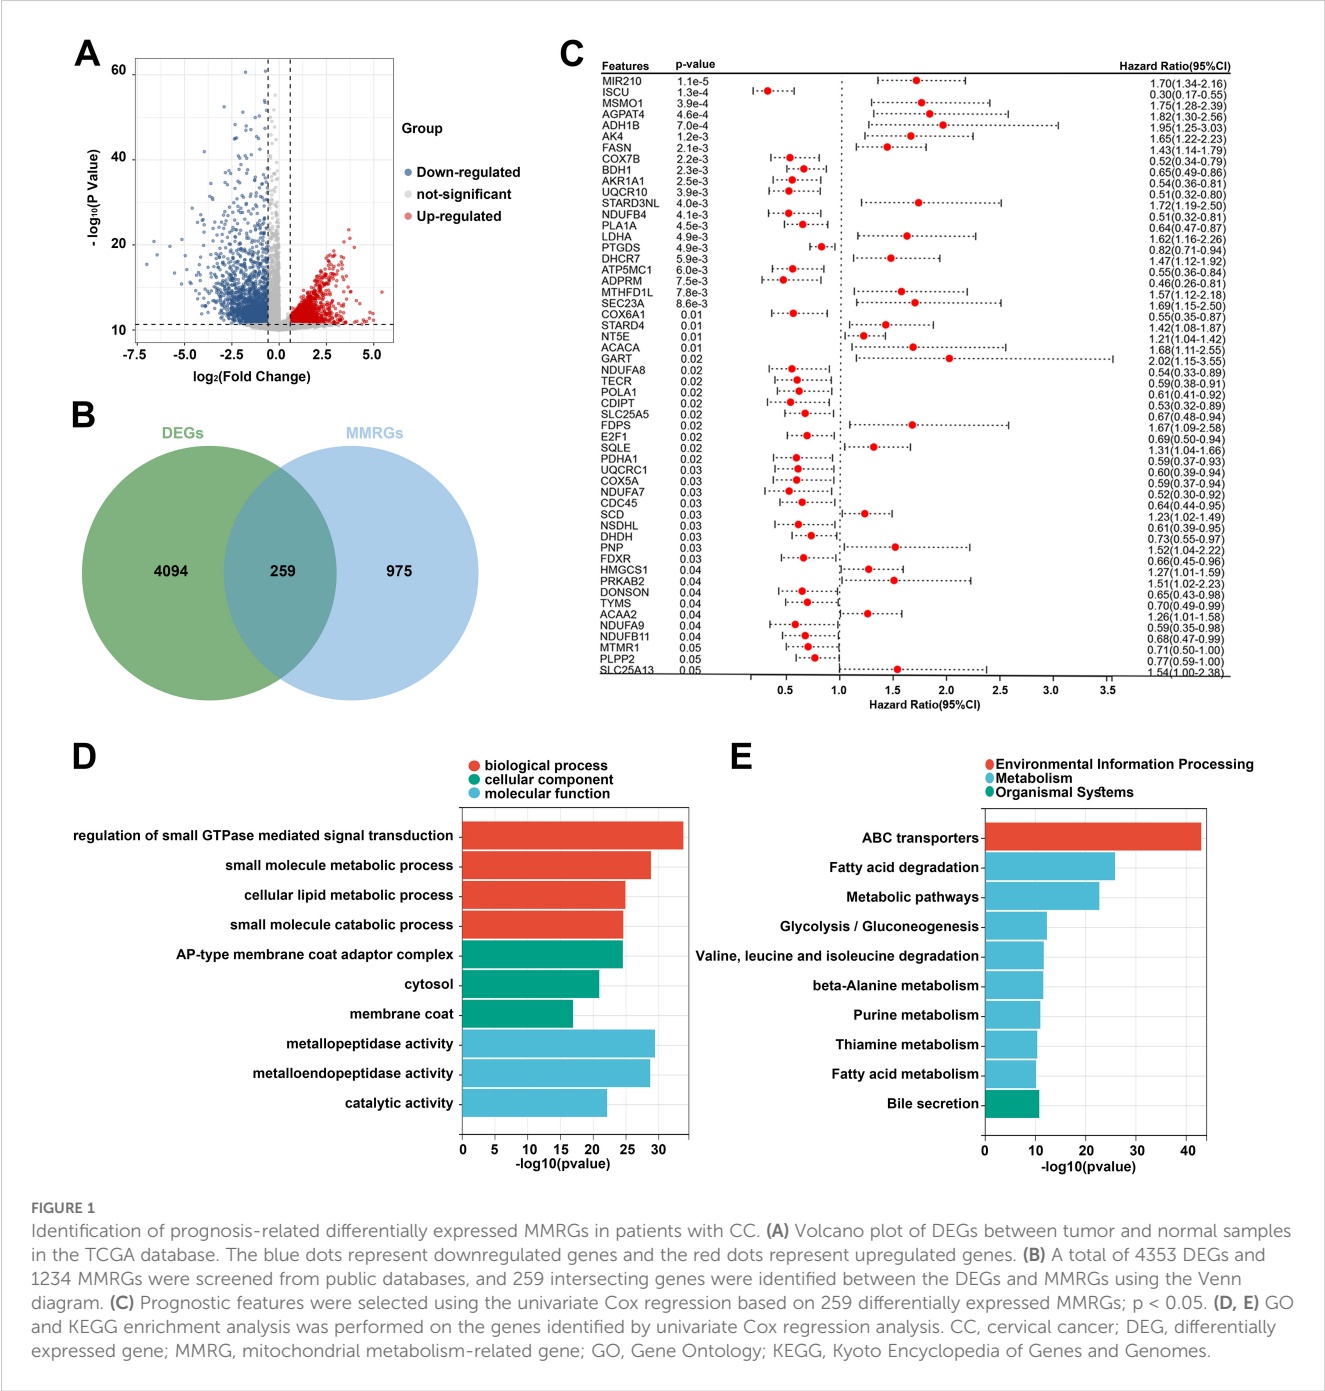 A
60
40
20
10
- log10(P Value)
-7.5 -5.0 -2.5 0.0 2.5 5.0
log2(Fold Change)
Group
Down-regulated
not-significant
Up-regulated
B
DEGs MMRGs
4094 259 975
C
Features p-value Hazard Ratio(95%CI)
MIR210 1.1e-5 1.70(1.34-2.16)
ISCU 1.3e-4 0.30(0.17-0.55)
MSMO1 3.9e-4 1.75(1.28-2.39)
AGPAT4 4.6e-4 1.82(1.30-2.56)
ADH1B 7.0e-4 1.95(1.25-3.03)
AK4 1.2e-3 1.65(1.22-2.23)
FASN 2.1e-3 1.43(1.14-1.79)
COX7B 2.2e-3 0.52(0.34-0.79)
BDH1 2.3e-3 0.65(0.49-0.86)
AKR1A1 2.5e-3 0.54(0.36-0.81)
UQCR10 3.9e-3 0.51(0.32-0.80)
STARD3NL 4.0e-3 1.72(1.19-2.50)
NDUFB4 4.1e-3 0.51(0.32-0.81)
PLA1A 4.5e-3 0.64(0.47-0.87)
LDHA 4.9e-3 1.62(1.16-2.26)
PTGDS 4.9e-3 0.82(0.71-0.94)
DHCR7 5.9e-3 1.47(1.12-1.92)
ATP5MC1 6.0e-3 0.55(0.36-0.84)
ADPRM 7.5e-3 0.46(0.26-0.81)
MTHFD1L 7.8e-3 1.57(1.12-2.18)
SEC23A 8.6e-3 1.69(1.15-2.50)
COX6A1 0.01 0.55(0.35-0.87)
STARD4 0.01 1.42(1.08-1.87)
NT5E 0.01 1.21(1.04-1.42)
ACACA 0.01 1.68(1.11-2.55)
GART 0.02 2.02(1.15-3.55)
NDUFA8 0.02 0.54(0.33-0.89)
TECR 0.02 0.59(0.38-0.91)
POLA1 0.02 0.61(0.41-0.92)
CDIPT 0.02 0.53(0.32-0.89)
SLC25A5 0.02 0.67(0.48-0.94)
FDPS 0.02 1.67(1.09-2.58)
E2F1 0.02 0.69(0.50-0.94)
SQLE 0.02 1.31(1.04-1.66)
PDHA1 0.02 0.59(0.37-0.93)
UQCRC1 0.03 0.60(0.39-0.94)
COX5A 0.03 0.59(0.37-0.94)
NDUFA7 0.03 0.52(0.30-0.92)
CDC45 0.03 0.64(0.44-0.95)
SCD 0.03 1.23(1.02-1.49)
NSDHL 0.03 0.61(0.39-0.95)
DHDH 0.03 0.73(0.55-0.97)
PNP 0.03 1.52(1.04-2.22)
FDXR 0.03 0.66(0.45-0.96)
HMGCS1 0.04 1.27(1.01-1.59)
PRKAB2 0.04 1.51(1.02-2.23)
DONSON 0.04 0.65(0.43-0.98)
TYMS 0.04 0.70(0.49-0.99)
ACAA2 0.04 1.26(1.01-1.58)
NDUFA9 0.04 0.59(0.35-0.98)
NDUFB11 0.04 0.68(0.47-0.99)
MTMR1 0.05 0.71(0.50-1.00)
PLPP2 0.05 0.77(0.59-1.00)
SLC25A13 0.05 1.54(1.00-2.38)
0.5 1.0 1.5 2.0 2.5 3.0 3.5
Hazard Ratio(95%CI)
D
biological process
cellular component
molecular function
regulation of small GTPase mediated signal transduction
small molecule metabolic process
cellular lipid metabolic process
small molecule catabolic process
AP-type membrane coat adaptor complex
cytosol
membrane coat
metallopeptidase activity
metalloendopeptidase activity
catalytic activity
0 5 10 15 20 25 30
-log10(pvalue)
E
Environmental Information Processing
Metabolism
Organismal Systems
ABC transporters
Fatty acid degradation
Metabolic pathways
Glycolysis / Gluconeogenesis
Valine, leucine and isoleucine degradation
beta-Alanine metabolism
Purine metabolism
Thiamine metabolism
Fatty acid metabolism
Bile secretion
0 10 20 30 40
-log10(pvalue)
FIGURE 1
Identification of prognosis-related differentially expressed MMRGs in patients with CC. (A) Volcano plot of DEGs between tumor and normal samples
in the TCGA database. The blue dots represent downregulated genes and the red dots represent upregulated genes. (B) A total of 4353 DEGs and
1234 MMRGs were screened from public databases, and 259 intersecting genes were identified between the DEGs and MMRGs using the Venn
diagram. (C) Prognostic features were selected using the univariate Cox regression based on 259 differentially expressed MMRGs; p < 0.05. (D, E) GO
and KEGG enrichment analysis was performed on the genes identified by univariate Cox regression analysis. CC, cervical cancer; DEG, differentially
expressed gene; MMRG, mitochondrial metabolism-related gene; GO, Gene Ontology; KEGG, Kyoto Encyclopedia of Genes and Genomes.